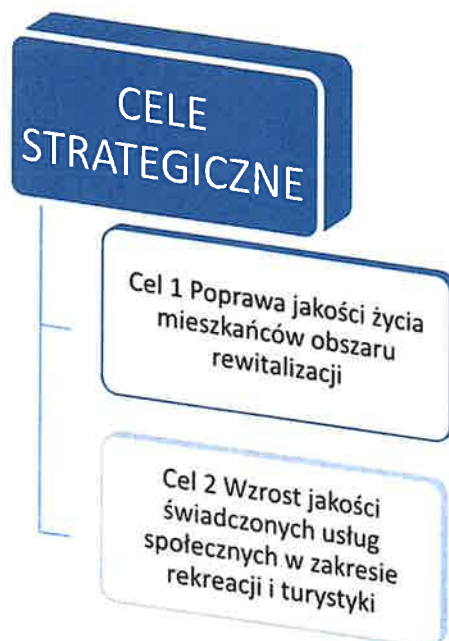 CELE
STRATEGICZNE
Cel 1 Poprawa jakości życia
mieszkańców obszaru
rewitalizacji
Cel 2 Wzrost jakości
świadczonych usług
społecznych w zakresie
rekreacji i turystyki